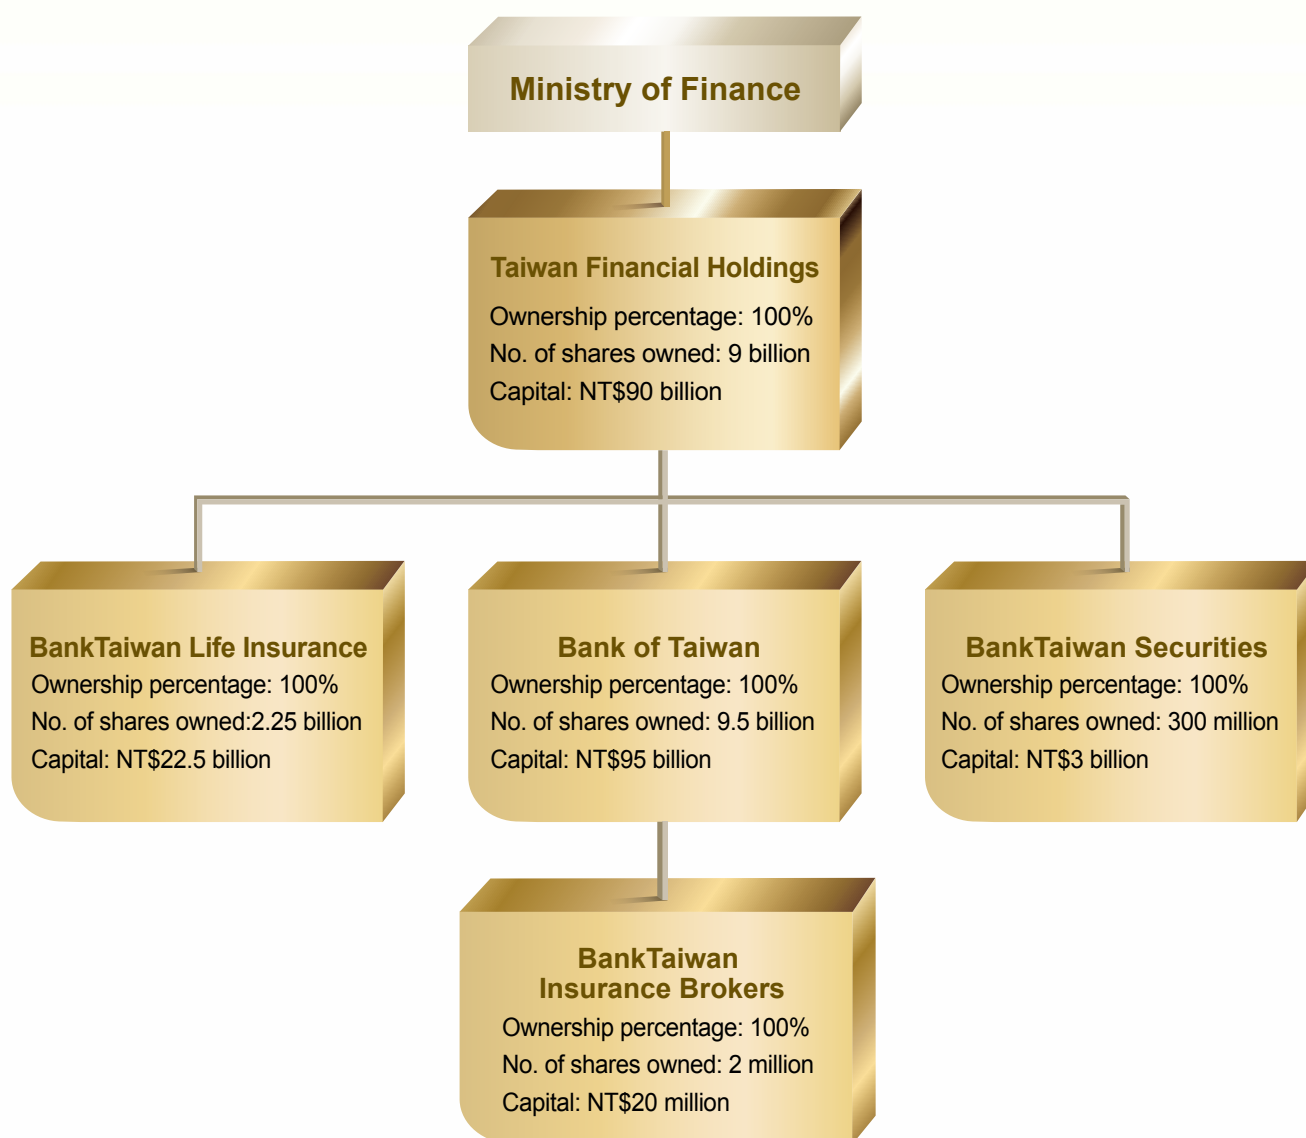 Ministry of Finance
Taiwan Financial Holdings
Ownership percentage: 100%
No. of shares owned: 9 billion
Capital: NT$90 billion
BankTaiwan Life Insurance
Ownership percentage: 100%
No. of shares owned:2.25 billion
Capital: NT$22.5 billion
Bank of Taiwan
Ownership percentage: 100%
No. of shares owned: 9.5 billion
Capital: NT$95 billion
BankTaiwan Securities
Ownership percentage: 100%
No. of shares owned: 300 million
Capital: NT$3 billion
BankTaiwan
Insurance Brokers
Ownership percentage: 100%
No. of shares owned: 2 million
Capital: NT$20 million